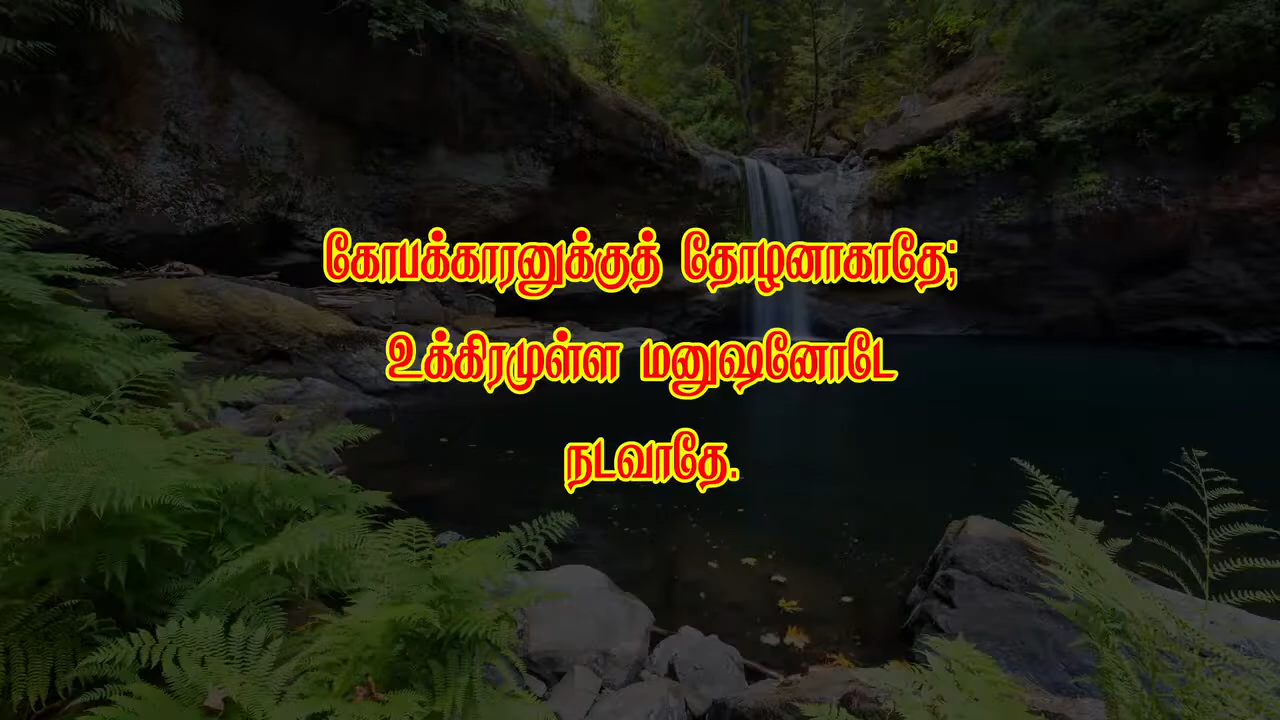 கோபக்காரனுக்குத் தோழனாகாதே;
உக்கிரமுள்ள மனுஷனோடே
நடவாதே.